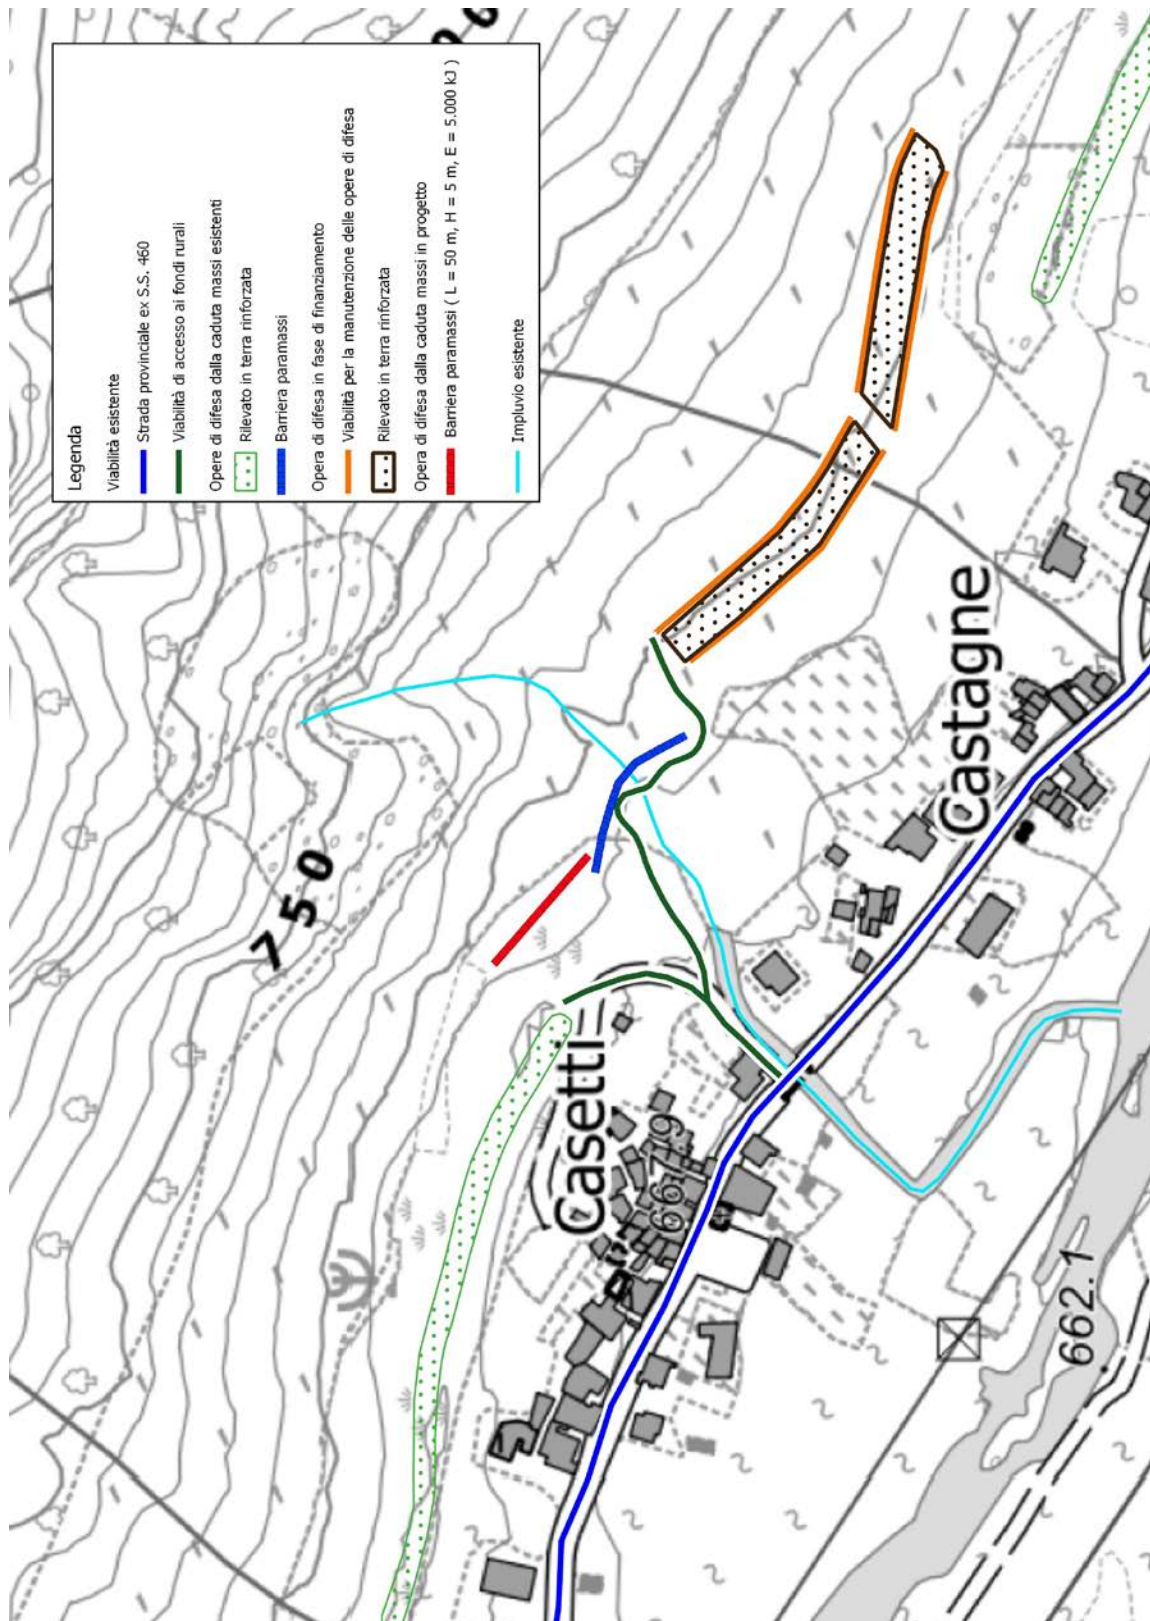 Legenda
Viabilità esistente
Strada provinciale ex S.S. 460
Viabilità di accesso ai fondi rurali
Opere di difesa dalla caduta massi esistenti
Rilevato in terra rinforzata
Barriera paramassi
Opera di difesa in fase di finanziamento
Viabilità per la manutenzione delle opere di difesa
Rilevato in terra rinforzata
Opera di difesa dalla caduta massi in progetto
Barriera paramassi ( L = 50 m, H = 5 m, E = 5.000 kJ )
Impluvio esistente
750
Casetti
Castagne
662.1